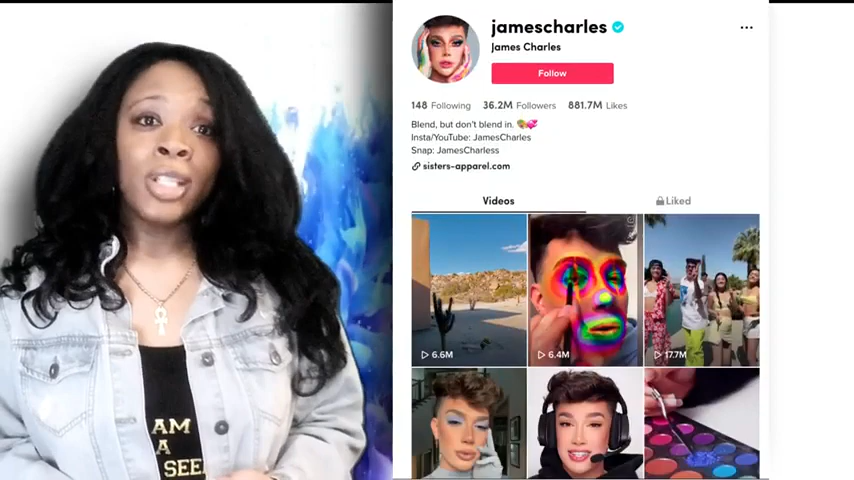 jamescharles
James Charles
Follow
148 Following 36.2M Followers 881.7M Likes
Blend, but don't blend in.
Insta/YouTube: JamesCharles
Snap: JamesCharless
sisters-apparel.com
Videos
Liked
6.6M
6.4M
17.7M
AM
A
SEE